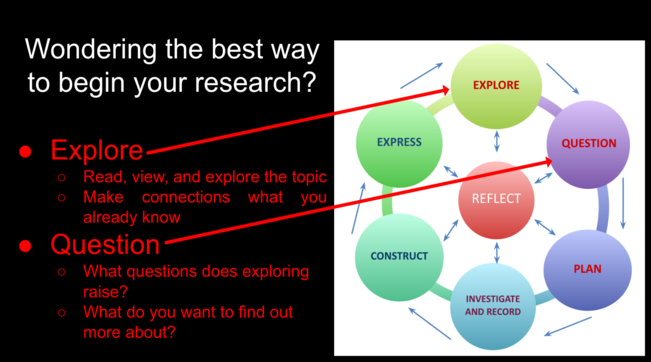 Wondering the best way
to begin your research?
● Explore
○ Read, view, and explore the topic
○ Make connections what you
already know
● Question
○ What questions does exploring
raise?
○ What do you want to find out
more about?
EXPLORE
EXPRESS
QUESTION
REFLECT
CONSTRUCT
PLAN
INVESTIGATE
AND RECORD